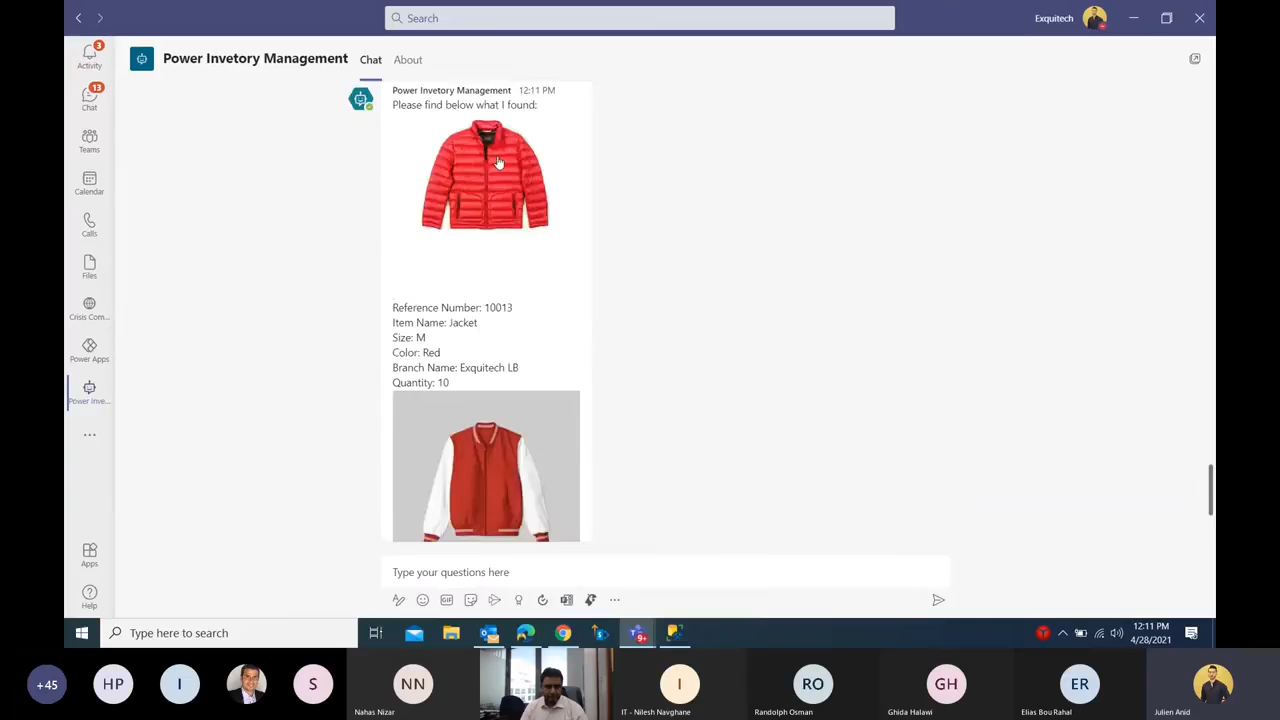 Search
Exquitech
3
Activity
Power Invetory Management
Chat
About
13
Chat
Teams
Calendar
Calls
Files
Crisis Com...
Power Apps
Power Inve...
Apps
Help
Power Invetory Management 12:11 PM
Please find below what I found:
Reference Number: 10013
Item Name: Jacket
Size: M
Color: Red
Branch Name: Exquitech LB
Quantity: 10
Type your questions here
GIF
Type here to search
9+
12:11 PM
4/28/2021
+45
HP
I
S
NN
Nahas Nizar
I
IT - Nilesh Navghane
RO
Randolph Osman
GH
Ghida Halawi
ER
Elias Bou Rahal
Julien Anid